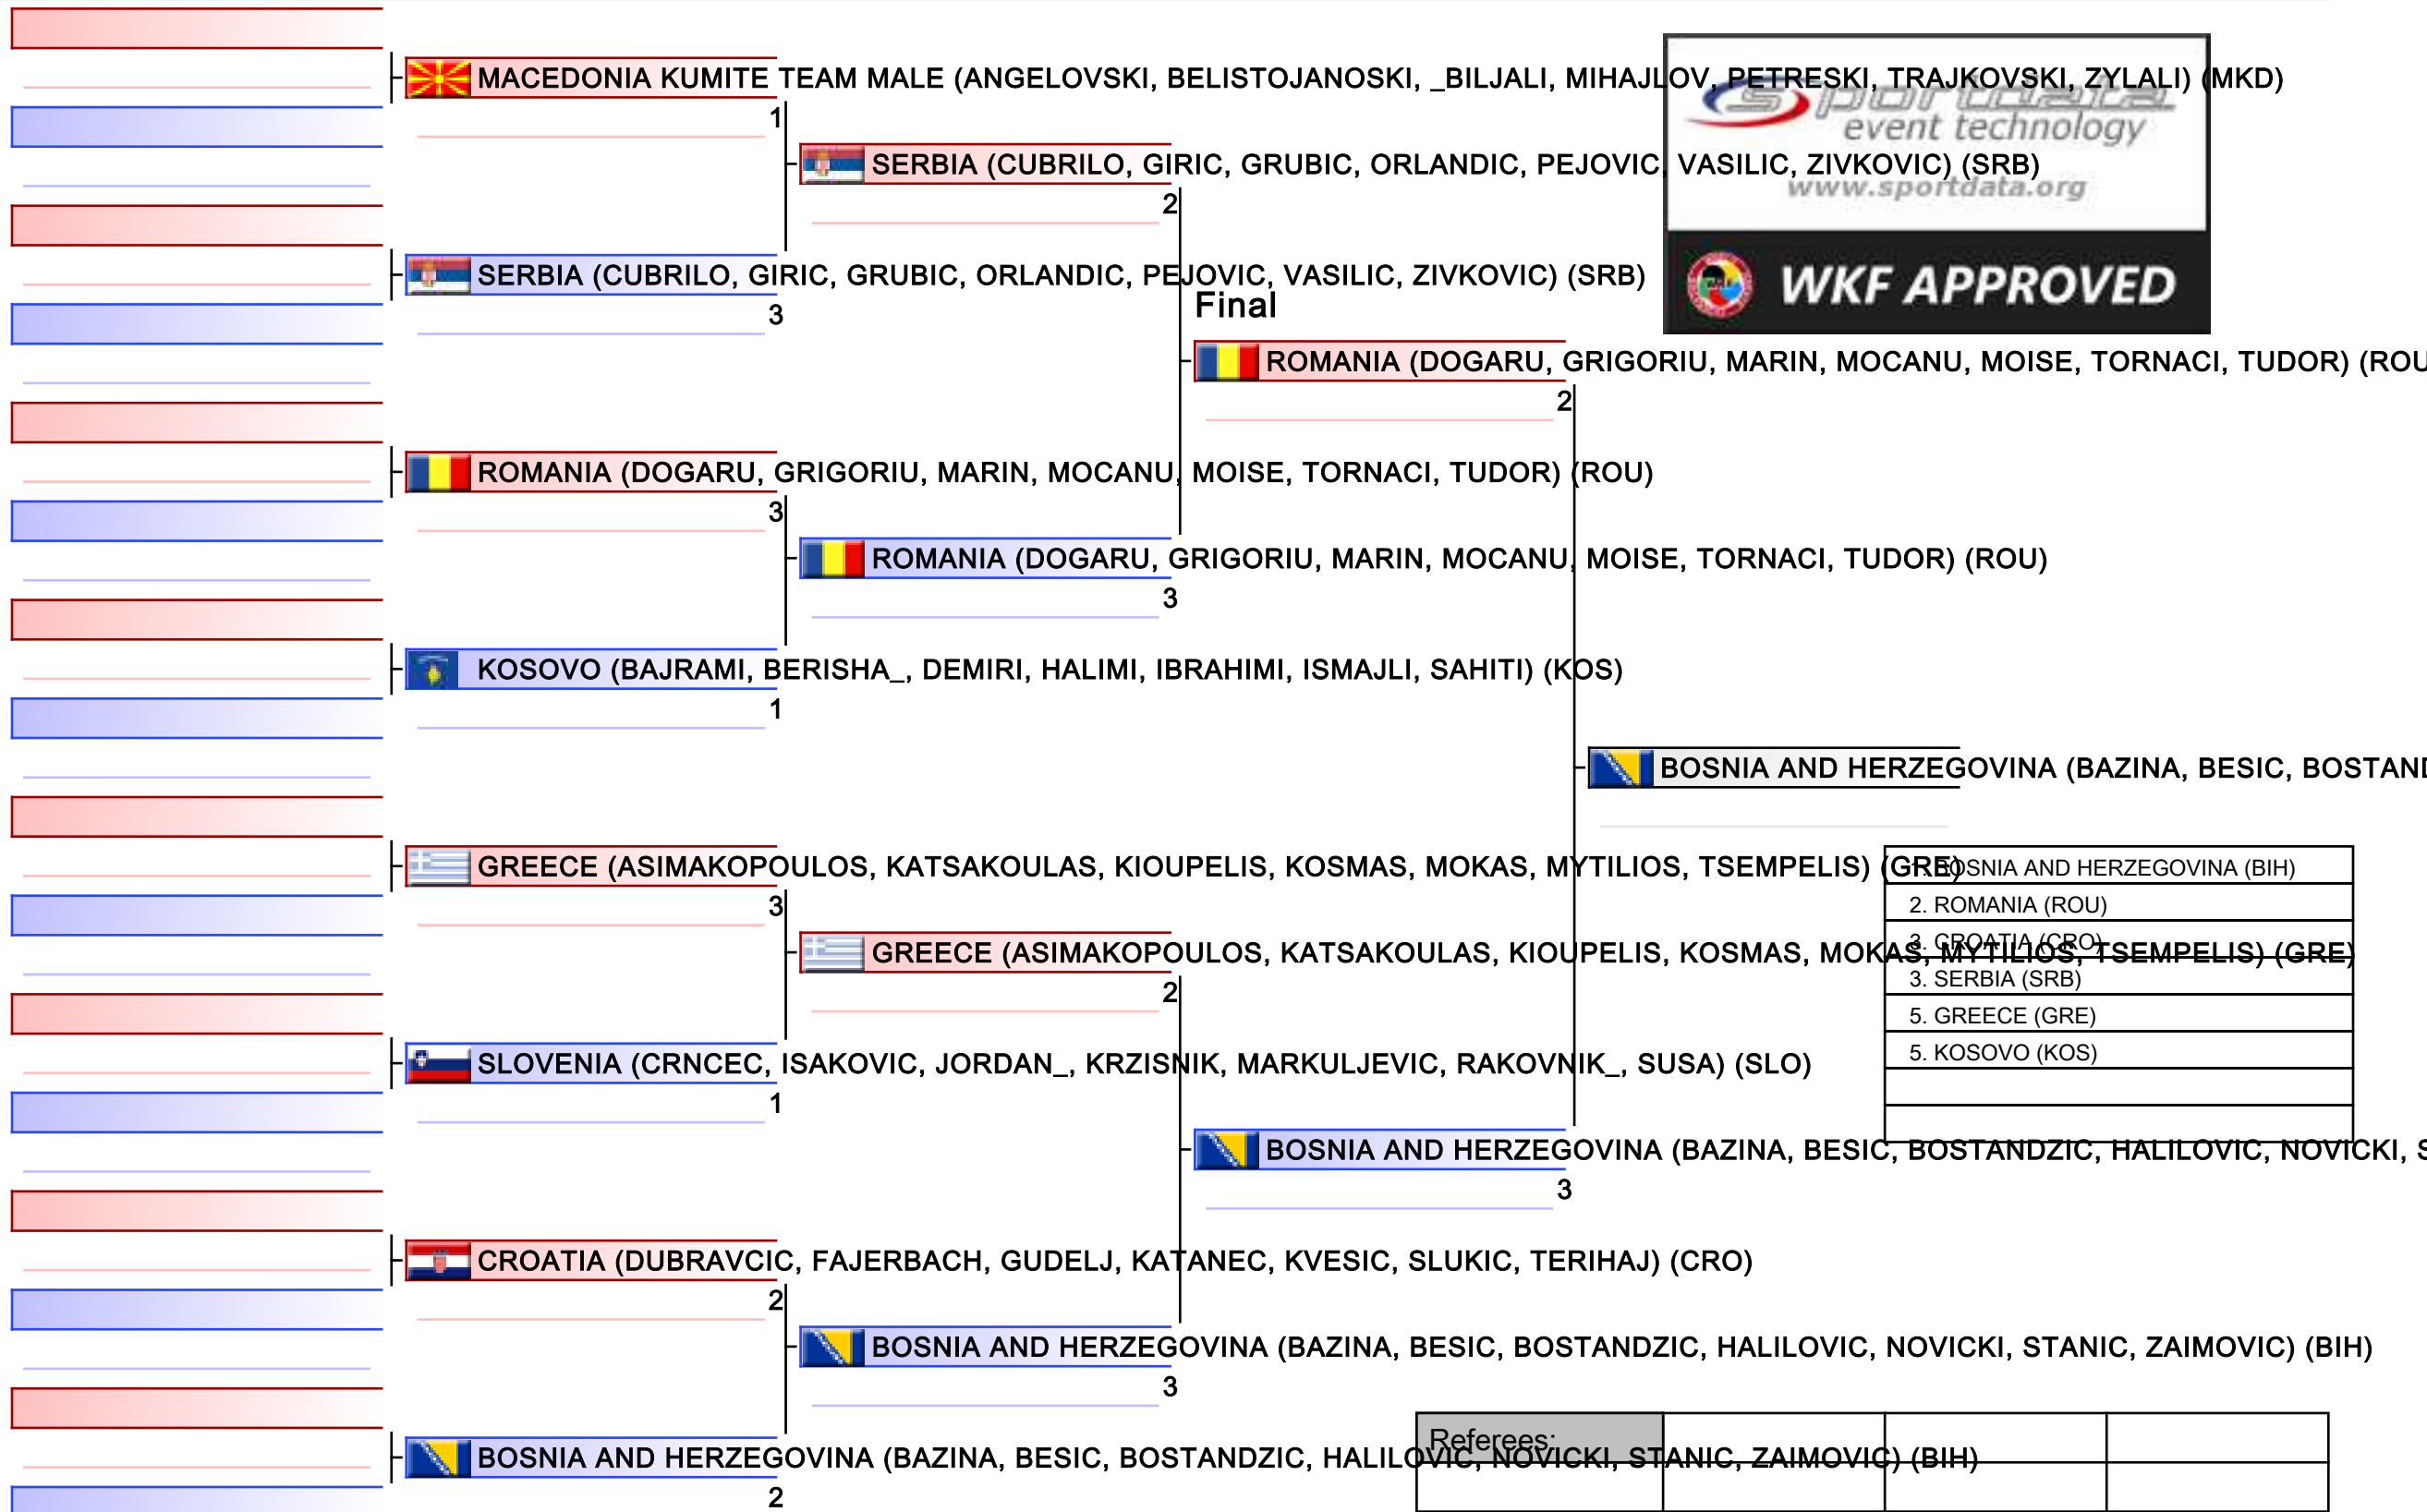 MACEDONIA KUMITE TEAM MALE (ANGELOVSKI, BELISTOJANOSKI, _BILJALI, MIHAJLOV, PETRESKI, TRAJKOVSKI, ZYLALI) (MKD)
1
sportdata
event technology
SERBIA (CUBRILO, GIRIC, GRUBIC, ORLANDIC, PEJOVIC, VASILIC, ZIVKOVIC) (SRB)
www.sportdata.org
2
SERBIA (CUBRILO, GIRIC, GRUBIC, ORLANDIC, PEJOVIC, VASILIC, ZIVKOVIC) (SRB)
WKF APPROVED
Final
3
ROMANIA (DOGARU, GRIGORIU, MARIN, MOCANU, MOISE, TORNACI, TUDOR) (ROU
2
ROMANIA (DOGARU, GRIGORIU, MARIN, MOCANU, MOISE, TORNACI, TUDOR) (ROU)
3
ROMANIA (DOGARU, GRIGORIU, MARIN, MOCANU, MOISE, TORNACI, TUDOR) (ROU)
3
KOSOVO (BAJRAMI, BERISHA_, DEMIRI, HALIMI, IBRAHIMI, ISMAJLI, SAHITI) (KOS)
1
BOSNIA AND HERZEGOVINA (BAZINA, BESIC, BOSTAND
GREECE (ASIMAKOPOULOS, KATSAKOULAS, KIOUPELIS, KOSMAS, MOKAS, MYTILIOS, TSEMPELIS) (GRE)
3
1. BOSNIA AND HERZEGOVINA (BIH)
2. ROMANIA (ROU)
3. CROATIA (CRO)
3. SERBIA (SRB)
5. GREECE (GRE)
5. KOSOVO (KOS)
GREECE (ASIMAKOPOULOS, KATSAKOULAS, KIOUPELIS, KOSMAS, MOKAS, MYTILIOS, TSEMPELIS) (GRE)
2
SLOVENIA (CRNCEC, ISAKOVIC, JORDAN_, KRZISNIK, MARKULJEVIC, RAKOVNIK_, SUSA) (SLO)
1
BOSNIA AND HERZEGOVINA (BAZINA, BESIC, BOSTANDZIC, HALILOVIC, NOVICKI, S
3
CROATIA (DUBRAVCIC, FAJERBACH, GUDELJ, KATANEC, KVESIC, SLUKIC, TERIHAJ) (CRO)
2
BOSNIA AND HERZEGOVINA (BAZINA, BESIC, BOSTANDZIC, HALILOVIC, NOVICKI, STANIC, ZAIMOVIC) (BIH)
3
Referees:
BOSNIA AND HERZEGOVINA (BAZINA, BESIC, BOSTANDZIC, HALILOVIC, NOVICKI, STANIC, ZAIMOVIC) (BIH)
2